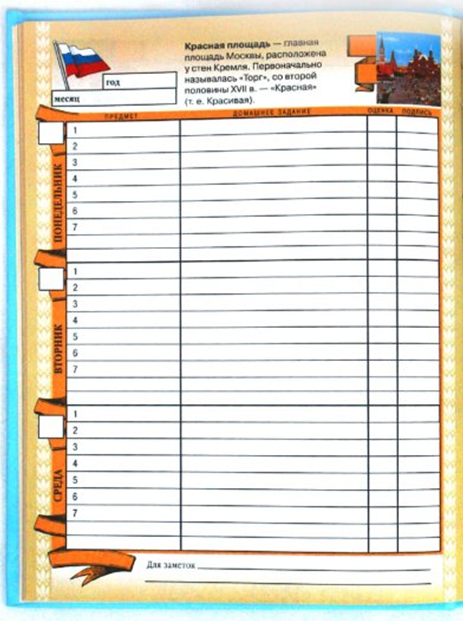 Красная площадь — главная
площадь Москвы, расположена
у стен Кремля. Первоначально
называлась «Торг», со второй
половины XVII в. — «Красная»
(т. е. Красивая).
год
месяц
ПРЕДМЕТ ДОМАШНЕЕ ЗАДАНИЕ ОЦЕНКА ПОДПИСЬ
ПОНЕДЕЛЬНИК
1
2
3
4
5
6
7
ВТОРНИК
1
2
3
4
5
6
7
СРЕДА
1
2
3
4
5
6
7
Для заметок